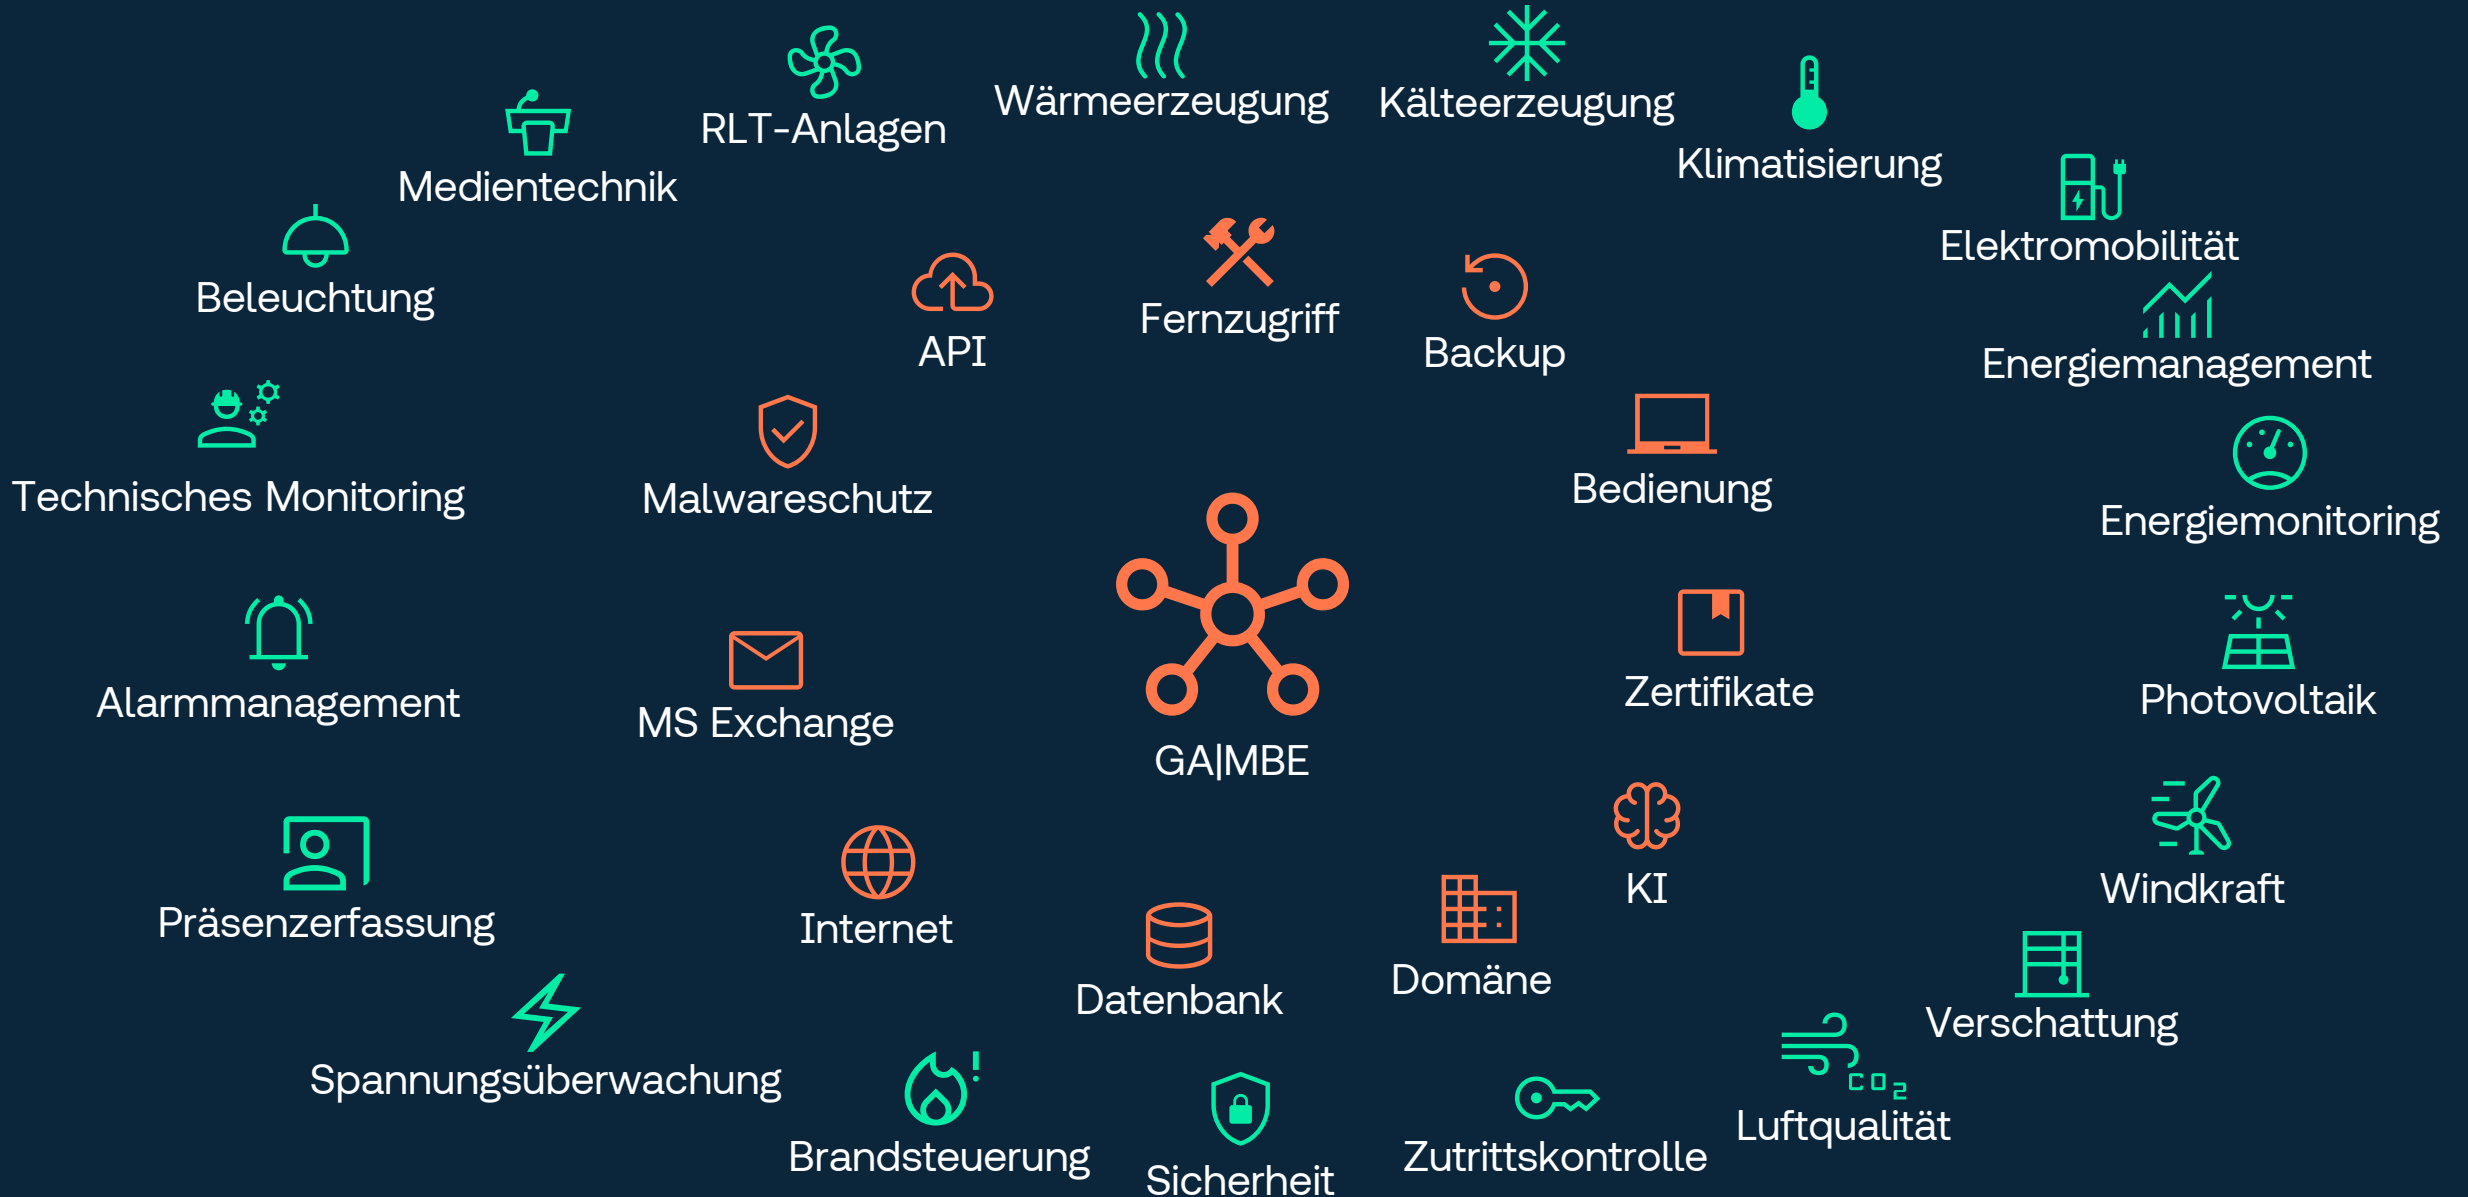 Wärmeerzeugung
Kälteerzeugung
RLT-Anlagen
Klimatisierung
Medientechnik
Elektromobilität
Beleuchtung
Fernzugriff
API
Backup
Energiemanagement
Technisches Monitoring
Malwareschutz
Bedienung
Energiemonitoring
Alarmmanagement
MS Exchange
Zertifikate
Photovoltaik
GA|MBE
Präsenzerfassung
Internet
KI
Windkraft
Datenbank
Domäne
Verschattung
Spannungsüberwachung
CO2
Luftqualität
Brandsteuerung
Sicherheit
Zutrittskontrolle